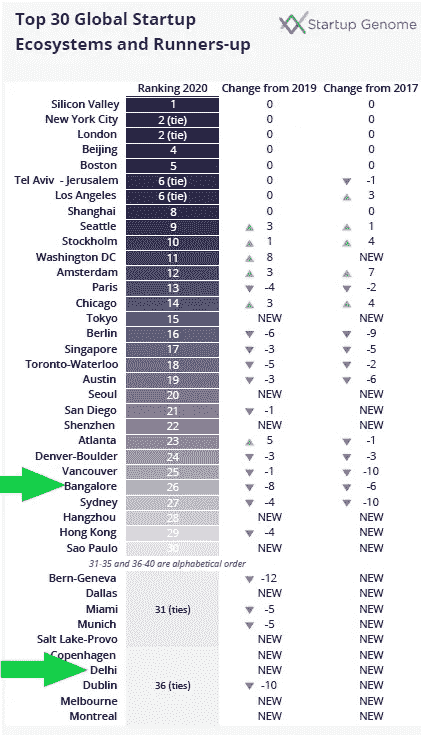 Top 30 Global Startup
Ecosystems and Runners-up
Startup Genome
Ranking 2020 Change from 2019 Change from 2017
Silicon Valley 1 0 0
New York City 2 (tie) 0 0
London 2 (tie) 0 0
Beijing 4 0 0
Boston 5 0 0
Tel Aviv - Jerusalem 6 (tie) 0 -1
Los Angeles 6 (tie) 0 3
Shanghai 8 0 0
Seattle 9 3 1
Stockholm 10 1 4
Washington DC 11 8 NEW
Amsterdam 12 3 7
Paris 13 -4 -2
Chicago 14 3 4
Tokyo 15 NEW NEW
Berlin 16 -6 -9
Singapore 17 -3 -5
Toronto-Waterloo 18 -5 -2
Austin 19 -3 -6
Seoul 20 NEW NEW
San Diego 21 -1 NEW
Shenzhen 22 NEW NEW
Atlanta 23 5 -1
Denver-Boulder 24 -3 -3
Vancouver 25 -1 -10
Bangalore 26 -8 -6
Sydney 27 -4 -10
Hangzhou 28 NEW NEW
Hong Kong 29 -4 NEW
Sao Paulo 30 NEW NEW
31-35 and 36-40 are alphabetical order
Bern-Geneva -12 NEW
Dallas NEW NEW
Miami 31 (ties) -5 NEW
Munich -5 NEW
Salt Lake-Provo NEW NEW
Copenhagen NEW NEW
Delhi NEW NEW
Dublin 36 (ties) -10 NEW
Melbourne NEW NEW
Montreal NEW NEW